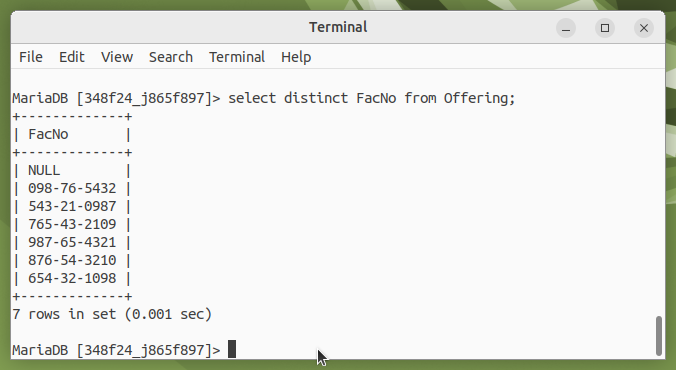 Terminal
File Edit View Search Terminal Help
MariaDB [348f24_j865f897]> select distinct FacNo from Offering;
+-------------+
| FacNo       |
+-------------+
| NULL        |
| 098-76-5432 |
| 543-21-0987 |
| 765-43-2109 |
| 987-65-4321 |
| 876-54-3210 |
| 654-32-1098 |
+-------------+
7 rows in set (0.001 sec)
MariaDB [348f24_j865f897]>